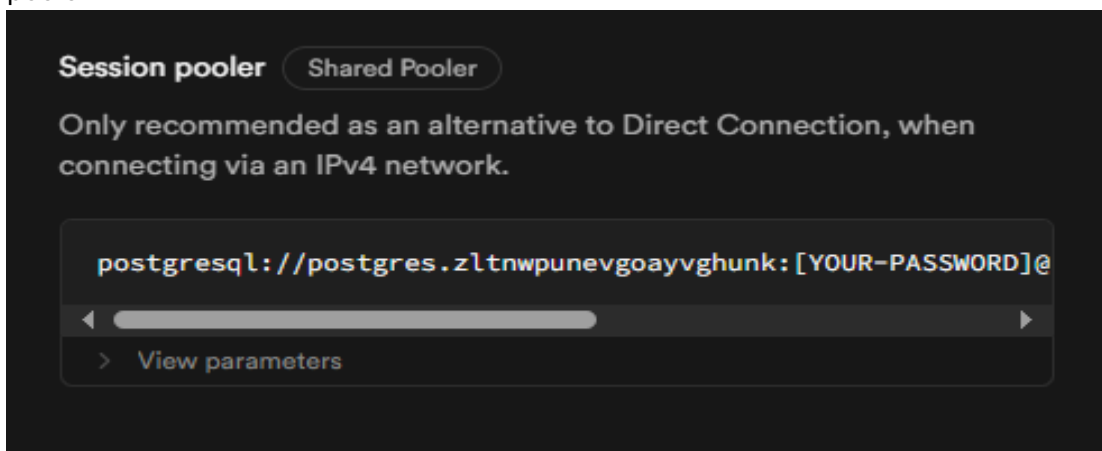 Session pooler Shared Pooler
Only recommended as an alternative to Direct Connection, when
connecting via an IPv4 network.
postgresql://postgres.zltnwpunevgoayvghunk:[YOUR-PASSWORD]@
> View parameters